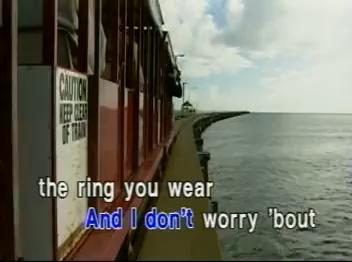 CAUTION
KEEP CLEAR
OF TRAIN
the ring you wear
And I don't worry 'bout